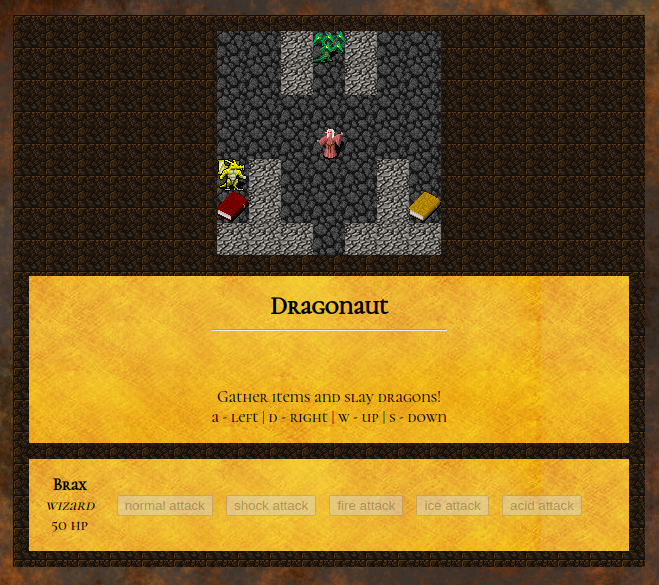 Dragonaut
Gather items and slay dragons!
a - left | d - right | w - up | s - down
Brax
wizard
50 HP
normal attack
shock attack
fire attack
ice attack
acid attack